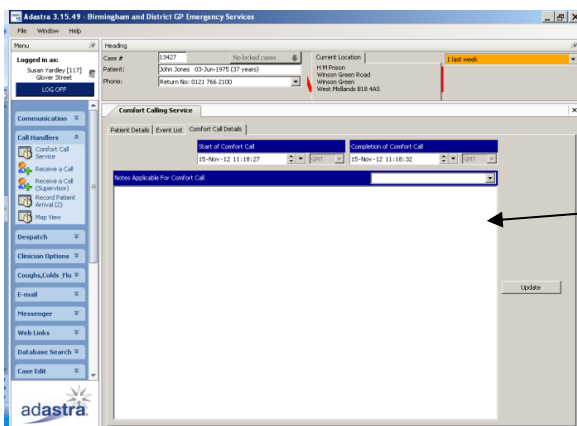 Adastra 3.15.49 - Birmingham and District GP Emergency Services
File Window Help
Menu
Heading
Logged in as:
Susan Yardley [117]
Glover Street
LOG OFF
Case #
13427
No locked cases
Patient:
John Jones 03-Jun-1975 (37 years)
Phone:
Return No: 0121 766 2100
Current Location
H M Prison
Winson Green Road
Winson Green
West Midlands B18 4AS
1 last week
Communication
Call Handlers
Comfort Call
Service
Receive a Call
Receive a Call
(Supervisor)
Record Patient
Arrival (2)
Map View
Despatch
Clinician Options
Coughs,Colds ,Flu
E-mail
Messenger
Web Links
Database Search
Case Edit
adastra
Comfort Calling Service
Patient Details Event List Comfort Call Details
Start of Comfort Call
15-Nov-12 11:18:27
GMT
Completion of Comfort Call
15-Nov-12 11:18:32
GMT
Notes Applicable For Comfort Call
Update